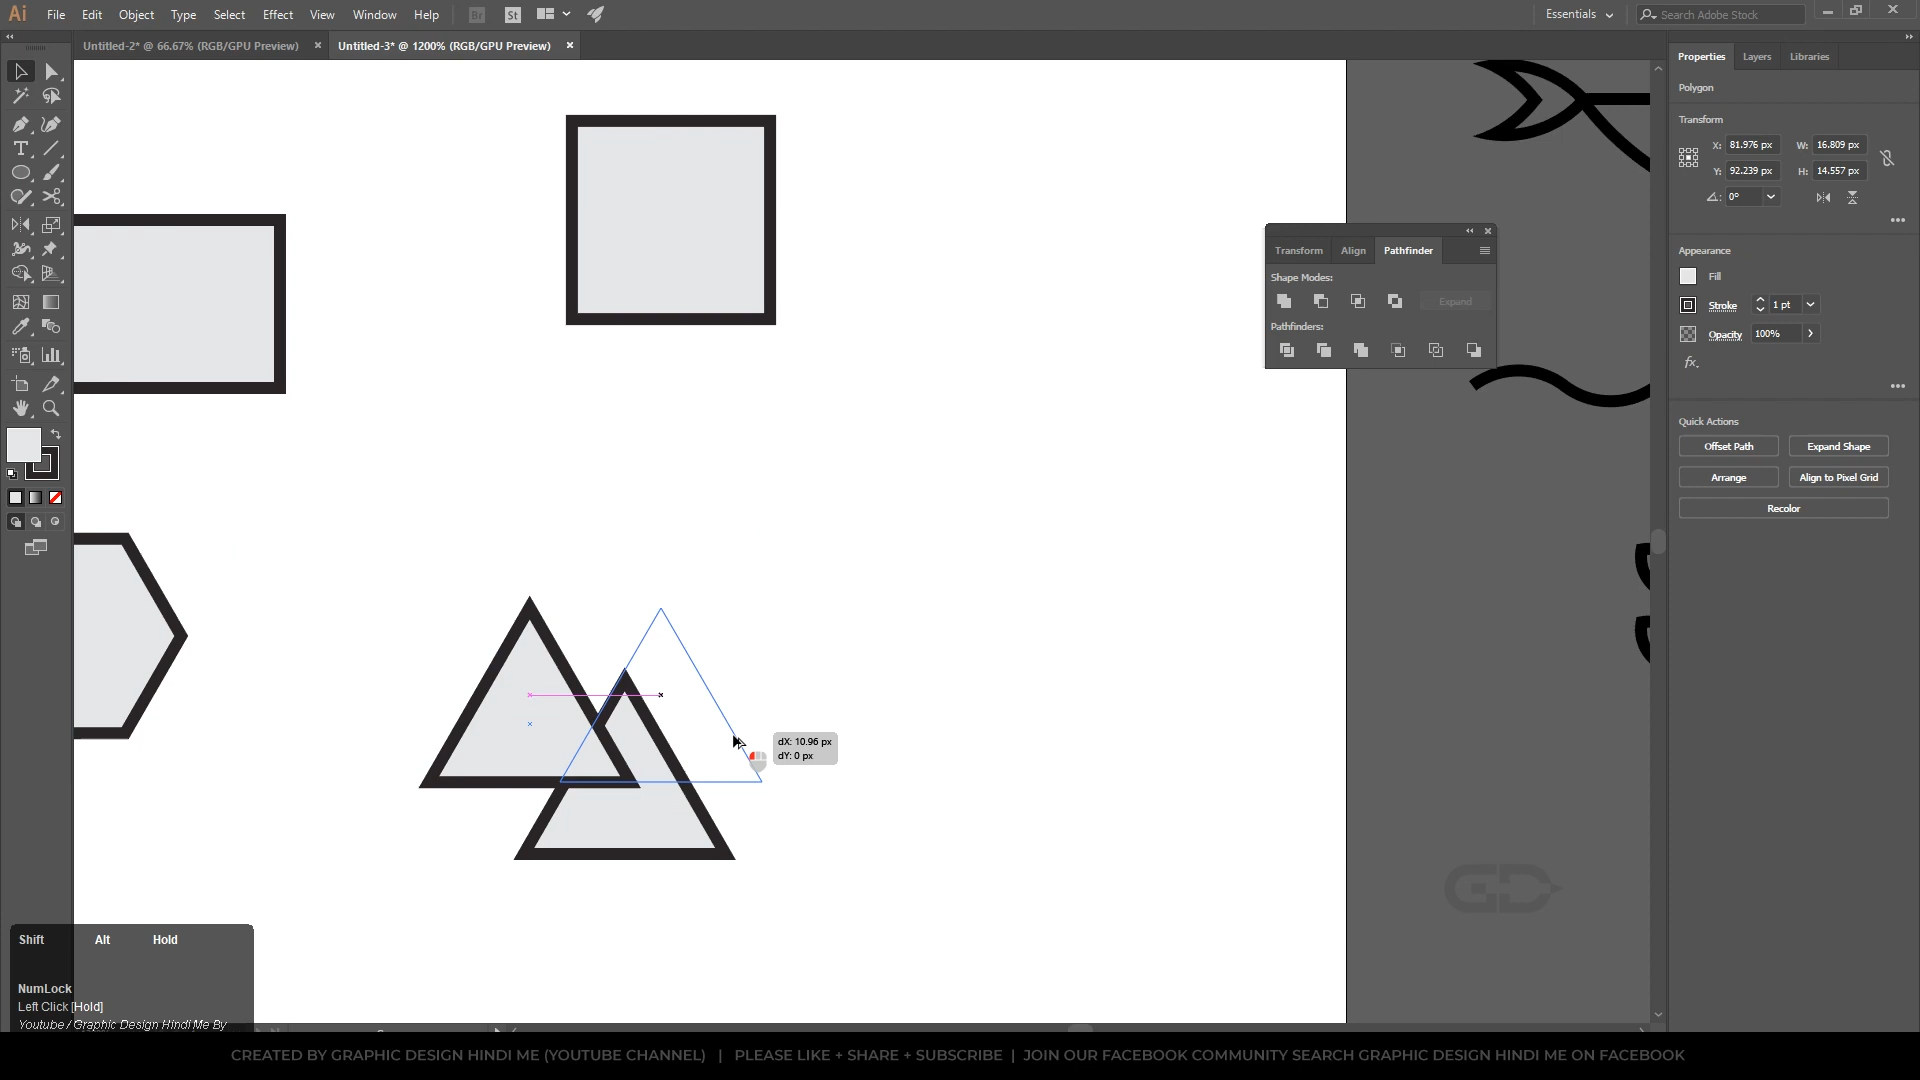 Ai File Edit Object Type Select Effect View Window Help Br St Essentials Search Adobe Stock
Untitled-2* @ 66.67% (RGB/GPU Preview) × Untitled-3* @ 1200% (RGB/GPU Preview) ×
Properties Layers Libraries
Polygon
Transform
X: 81.976 px W: 16.809 px
Y: 92.239 px H: 14.557 px
0°
Appearance
Fill
Stroke 1 pt
Opacity 100%
fx.
Quick Actions
Offset Path Expand Shape
Arrange Align to Pixel Grid
Recolor
Transform Align Pathfinder
Shape Modes:
Expand
Pathfinders:
dX: 10.96 px
dY: 0 px
GD
Shift Alt Hold
NumLock
Left Click [Hold]
Youtube / Graphic Design Hindi Me By
CREATED BY GRAPHIC DESIGN HINDI ME (YOUTUBE CHANNEL) | PLEASE LIKE + SHARE + SUBSCRIBE | JOIN OUR FACEBOOK COMMUNITY SEARCH GRAPHIC DESIGN HINDI ME ON FACEBOOK